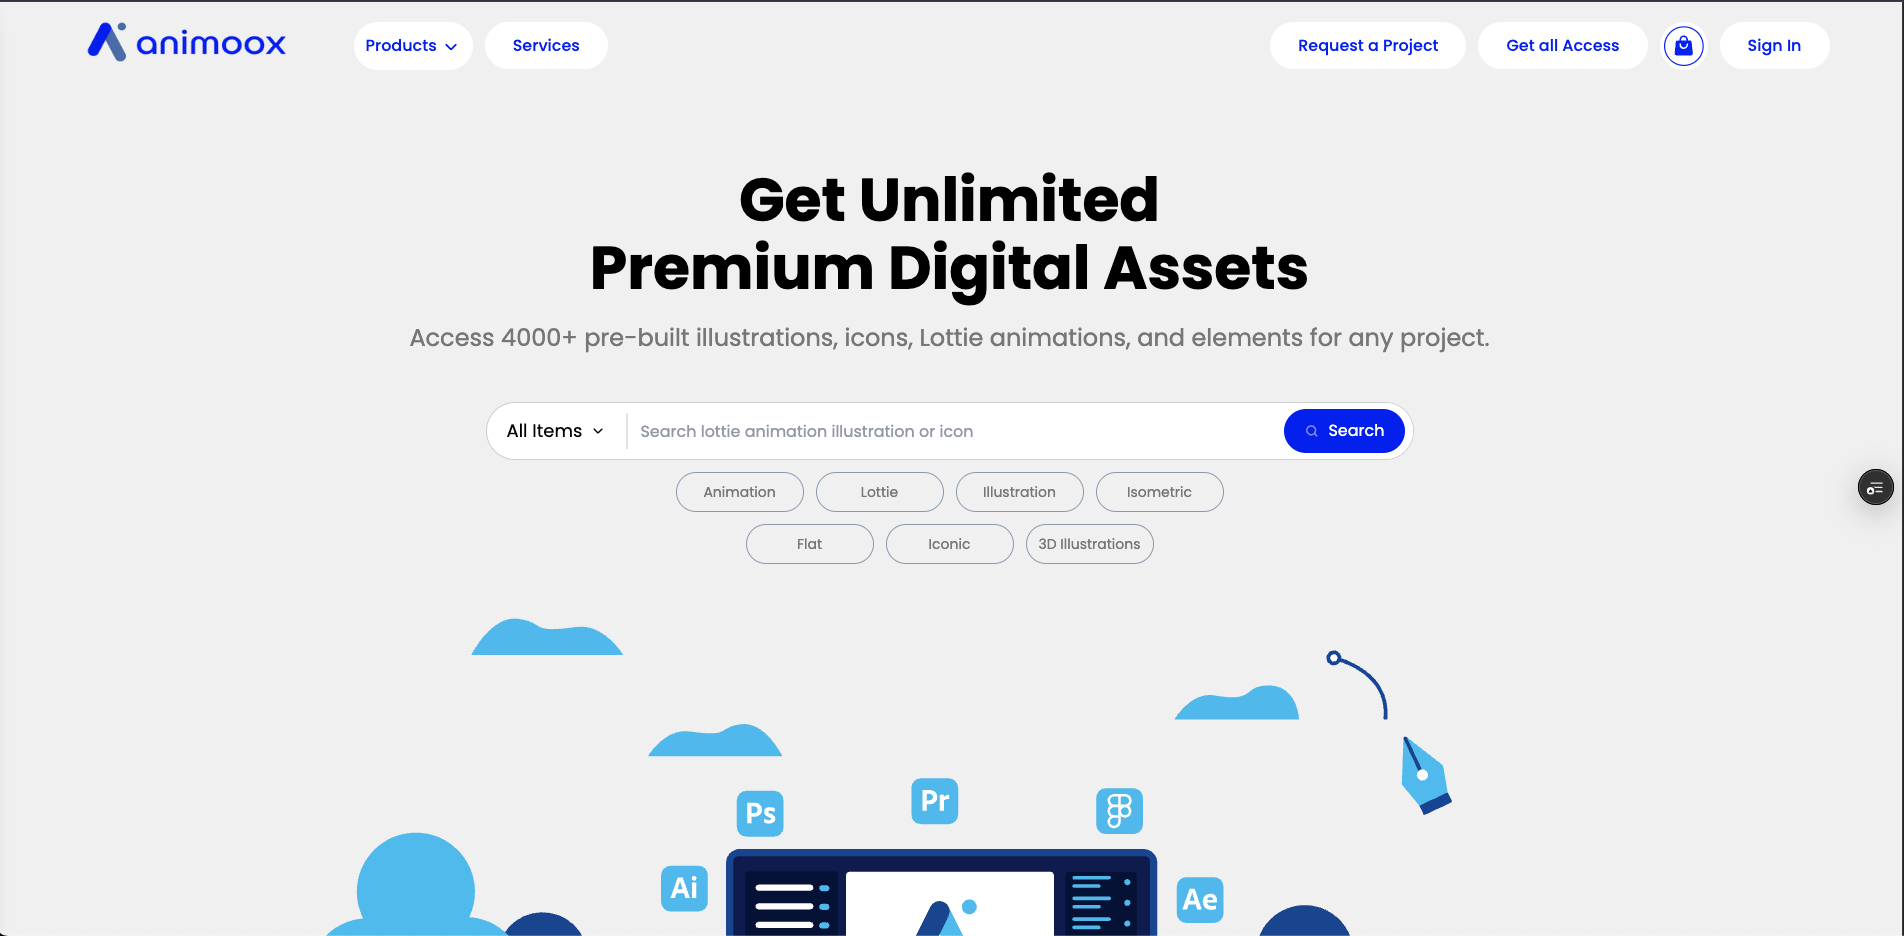 animoox
Products
Services
Request a Project
Get all Access
Sign In
Get Unlimited
Premium Digital Assets
Access 4000+ pre-built illustrations, icons, Lottie animations, and elements for any project.
All Items
Search lottie animation illustration or icon
Search
Animation
Lottie
Illustration
Isometric
Flat
Iconic
3D Illustrations
Ps
Pr
Ai
Ae